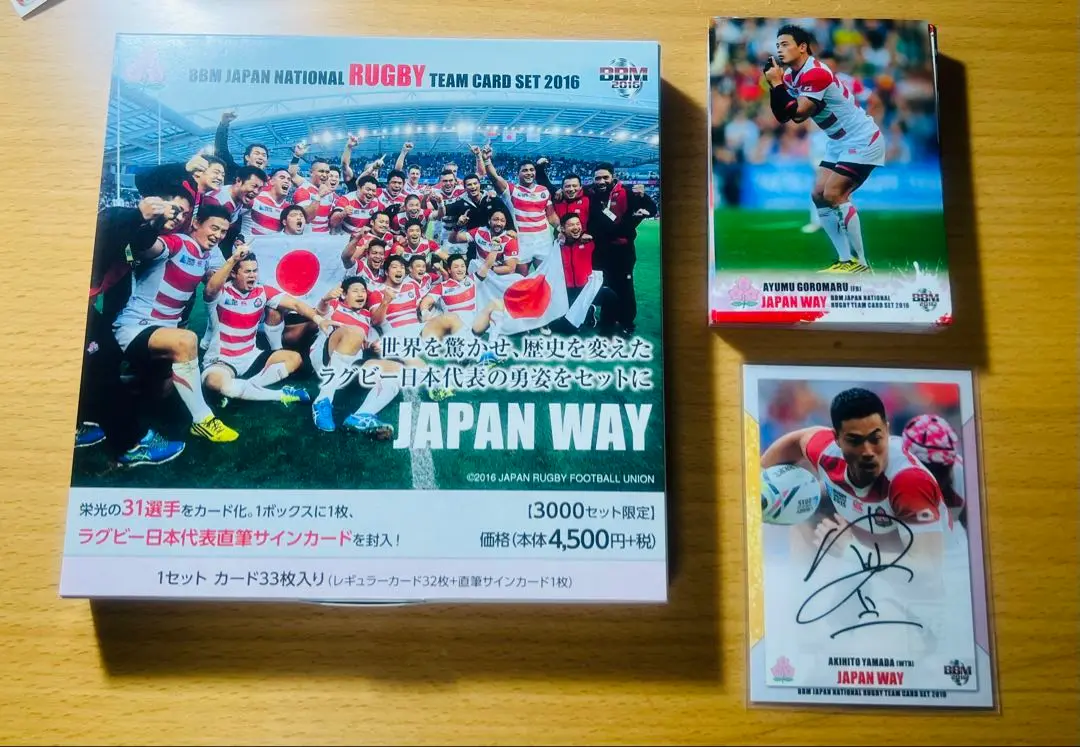 BBM JAPAN NATIONAL RUGBY TEAM CARD SET 2016
BBM
2016
世界を驚かせ、歴史を変えた
ラグビー日本代表の勇姿をセットに
JAPAN WAY
©2016 JAPAN RUGBY FOOTBALL UNION
栄光の31選手をカード化。1ボックスに1枚、
ラグビー日本代表直筆サインカードを封入!
【3000セット限定】
価格(本体4,500円+税)
1セット カード33枚入り(レギュラーカード32枚+直筆サインカード1枚)
AYUMU GOROMARU (FB)
JAPAN WAY
BBM JAPAN NATIONAL
RUGBY TEAM CARD SET 2016
BBM
2016
AKIHITO YAMADA (WTB)
JAPAN WAY
BBM JAPAN NATIONAL RUGBY TEAM CARD SET 2016
BBM
2016